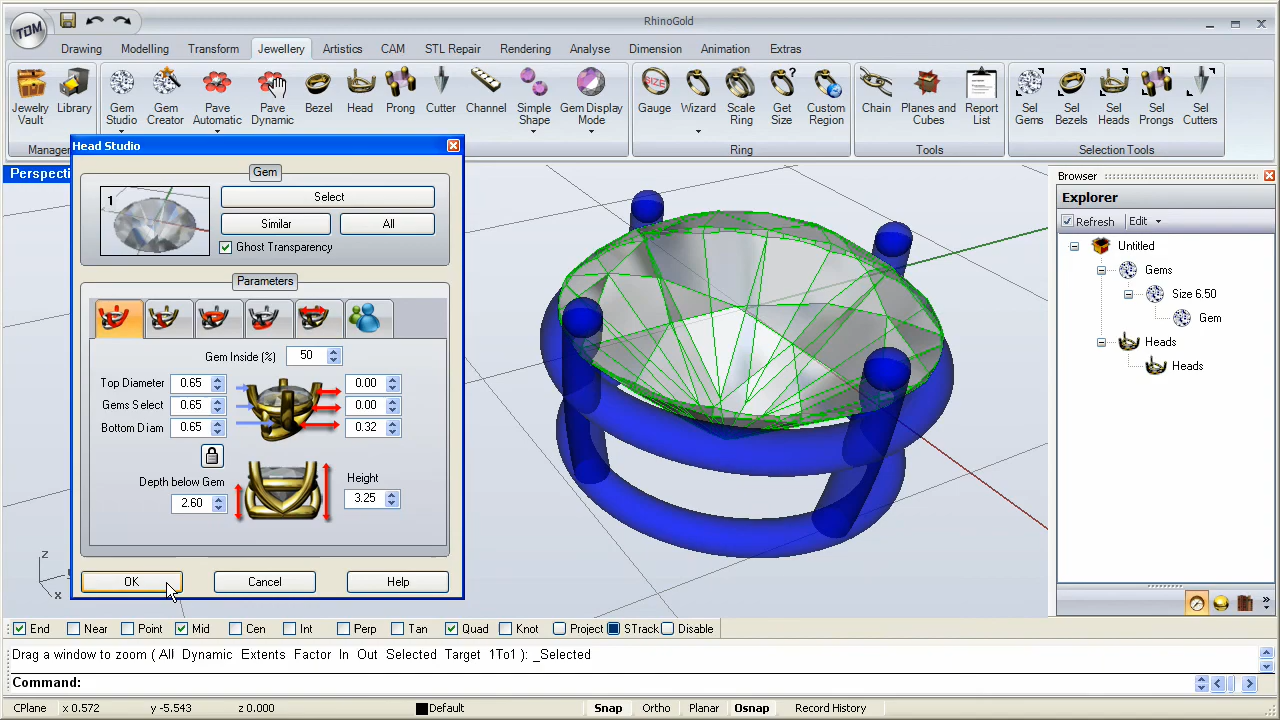 TDM
RhinoGold
Drawing Modelling Transform Jewellery Artistics CAM STL Repair Rendering Analyse Dimension Animation Extras
SIZE
Jewelry Vault Library Gem Studio Gem Creator Pave Automatic Pave Dynamic Bezel Head Prong Cutter Channel Simple Shape Gem Display Mode Gauge Wizard Scale Ring Get Size Custom Region Chain Planes and Cubes Report List Sel Gems Sel Bezels Sel Heads Sel Prongs Sel Cutters
Manag Ring Tools Selection Tools
Head Studio
Gem
1
Select
Similar All
Ghost Transparency
Parameters
Gem Inside (%) 50
Top Diameter 0.65 0.00
Gems Select 0.65 0.00
Bottom Diam 0.65 0.32
Depth below Gem
2.60
Height
3.25
OK Cancel Help
Perspecti
z
x
Browser
Explorer
Refresh Edit
Untitled
Gems
Size 6.50
Gem
Heads
Heads
»
End Near Point Mid Cen Int Perp Tan Quad Knot Project STrack Disable
Drag a window to zoom ( All Dynamic Extents Factor In Out Selected Target 1To1 ): _Selected
Command:
CPlane x 0.572 y -5.543 z 0.000 Default Snap Ortho Planar Osnap Record History